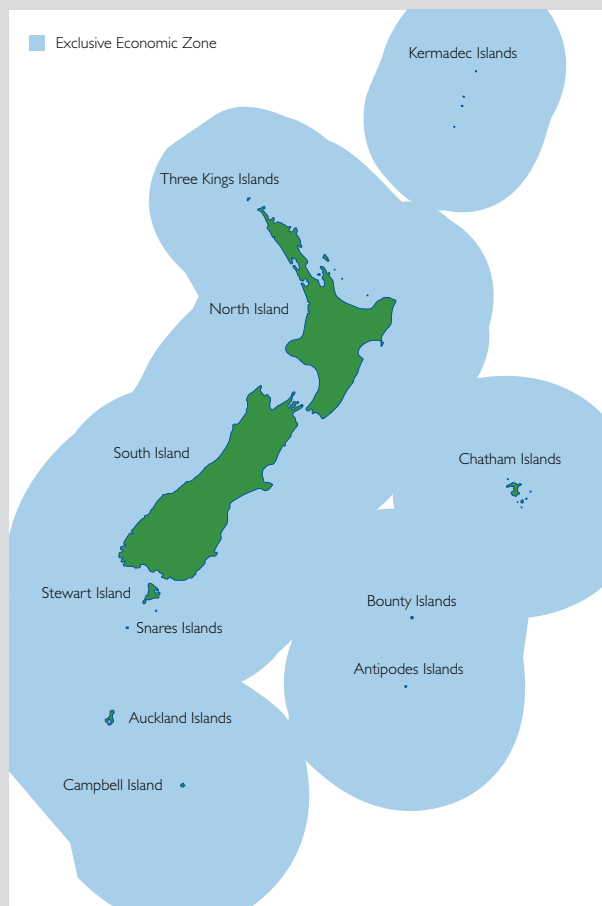 Exclusive Economic Zone
Kermadec Islands
Three Kings Islands
North Island
South Island
Chatham Islands
Stewart Island
Bounty Islands
Snares Islands
Antipodes Islands
Auckland Islands
Campbell Island